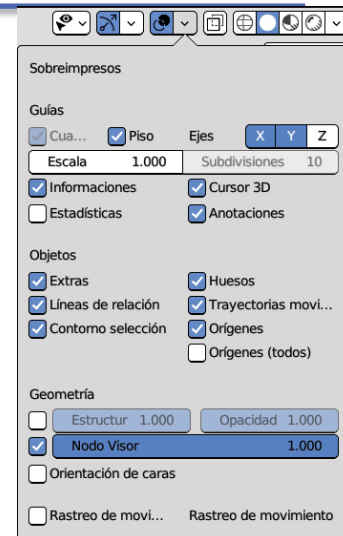 Sobreimpresos
Guías
Cua... Piso Ejes X Y Z
Escala 1.000 Subdivisiones 10
Informaciones Cursor 3D
Estadísticas Anotaciones
Objetos
Extras Huesos
Líneas de relación Trayectorias movi...
Contorno selección Orígenes
Orígenes (todos)
Geometría
Estructur 1.000 Opacidad 1.000
Nodo Visor 1.000
Orientación de caras
Rastreo de movi... Rastreo de movimiento